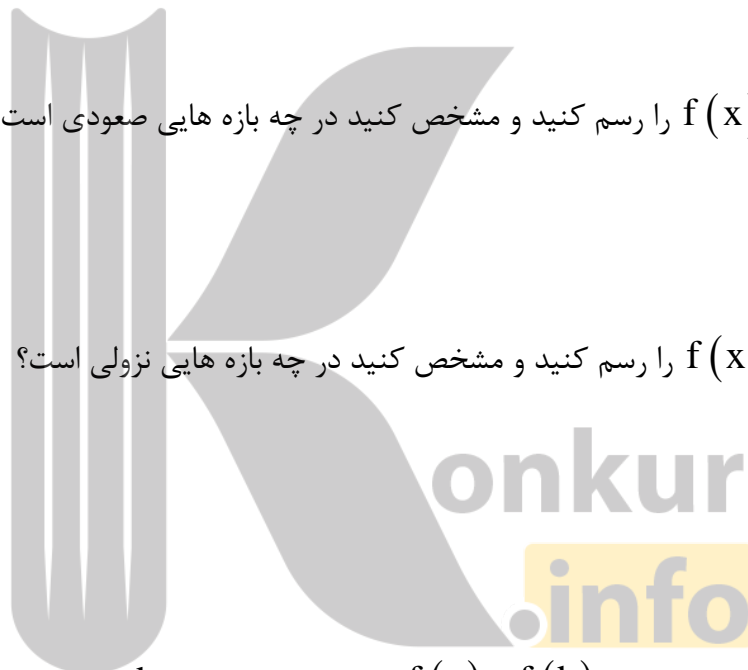 f(x) را رسم کنید و مشخص کنید در چه بازه هایی صعودی است
f(x را رسم کنید و مشخص کنید در چه بازه هایی نزولی است؟
onkur
.info